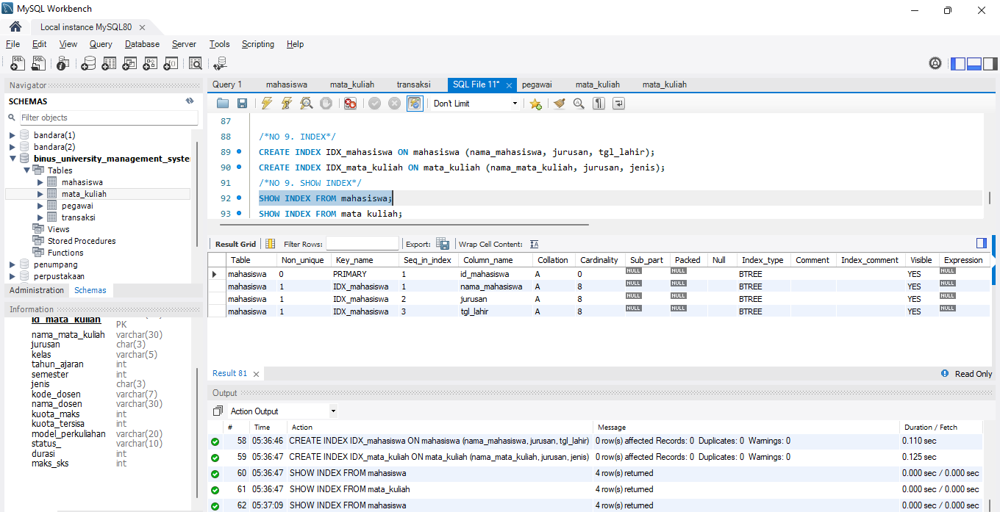 MySQL Workbench
Local instance MySQL80
File Edit View Query Database Server Tools Scripting Help
Navigator
SCHEMAS
Filter objects
bandara(1)
bandara(2)
binus_university_management_syste
Tables
mahasiswa
mata_kuliah
pegawai
transaksi
Views
Stored Procedures
Functions
penumpang
perpustakaan
Administration Schemas
Information
id_mata_kuliah
PK
nama_mata_kuliah varchar(30)
jurusan char(3)
kelas varchar(5)
tahun_ajaran int
semester int
jenis char(3)
kode_dosen varchar(7)
nama_dosen varchar(30)
kuota_maks int
kuota_tersisa int
model_perkuliahan varchar(20)
status_ varchar(10)
durasi int
maks_sks int
Query 1 mahasiswa mata_kuliah transaksi SQL File 11* pegawai mata_kuliah mata_kuliah
Don't Limit
87
88 /*NO 9. INDEX*/
89 CREATE INDEX IDX_mahasiswa ON mahasiswa (nama_mahasiswa, jurusan, tgl_lahir);
90 CREATE INDEX IDX_mata_kuliah ON mata_kuliah (nama_mata_kuliah, jurusan, jenis);
91 /*NO 9. SHOW INDEX*/
92 SHOW INDEX FROM mahasiswa;
93 SHOW INDEX FROM mata kuliah;
Result Grid Filter Rows: Export: Wrap Cell Content:
Table Non_unique Key_name Seq_in_index Column_name Collation Cardinality Sub_part Packed Null Index_type Comment Index_comment Visible Expression
mahasiswa 0 PRIMARY 1 id_mahasiswa A 0 NULL NULL BTREE YES NULL
mahasiswa 1 IDX_mahasiswa 1 nama_mahasiswa A 8 NULL NULL BTREE YES NULL
mahasiswa 1 IDX_mahasiswa 2 jurusan A 8 NULL NULL BTREE YES NULL
mahasiswa 1 IDX_mahasiswa 3 tgl_lahir A 8 NULL NULL BTREE YES NULL
Result 81 Read Only
Output
Action Output
# Time Action Message Duration / Fetch
58 05:36:46 CREATE INDEX IDX_mahasiswa ON mahasiswa (nama_mahasiswa, jurusan, tgl_lahir) 0 row(s) affected Records: 0 Duplicates: 0 Warnings: 0 0.110 sec
59 05:36:47 CREATE INDEX IDX_mata_kuliah ON mata_kuliah (nama_mata_kuliah, jurusan, jenis) 0 row(s) affected Records: 0 Duplicates: 0 Warnings: 0 0.125 sec
60 05:36:47 SHOW INDEX FROM mahasiswa 4 row(s) returned 0.000 sec / 0.000 sec
61 05:36:47 SHOW INDEX FROM mata_kuliah 4 row(s) returned 0.000 sec / 0.000 sec
62 05:37:09 SHOW INDEX FROM mahasiswa 4 row(s) returned 0.000 sec / 0.000 sec